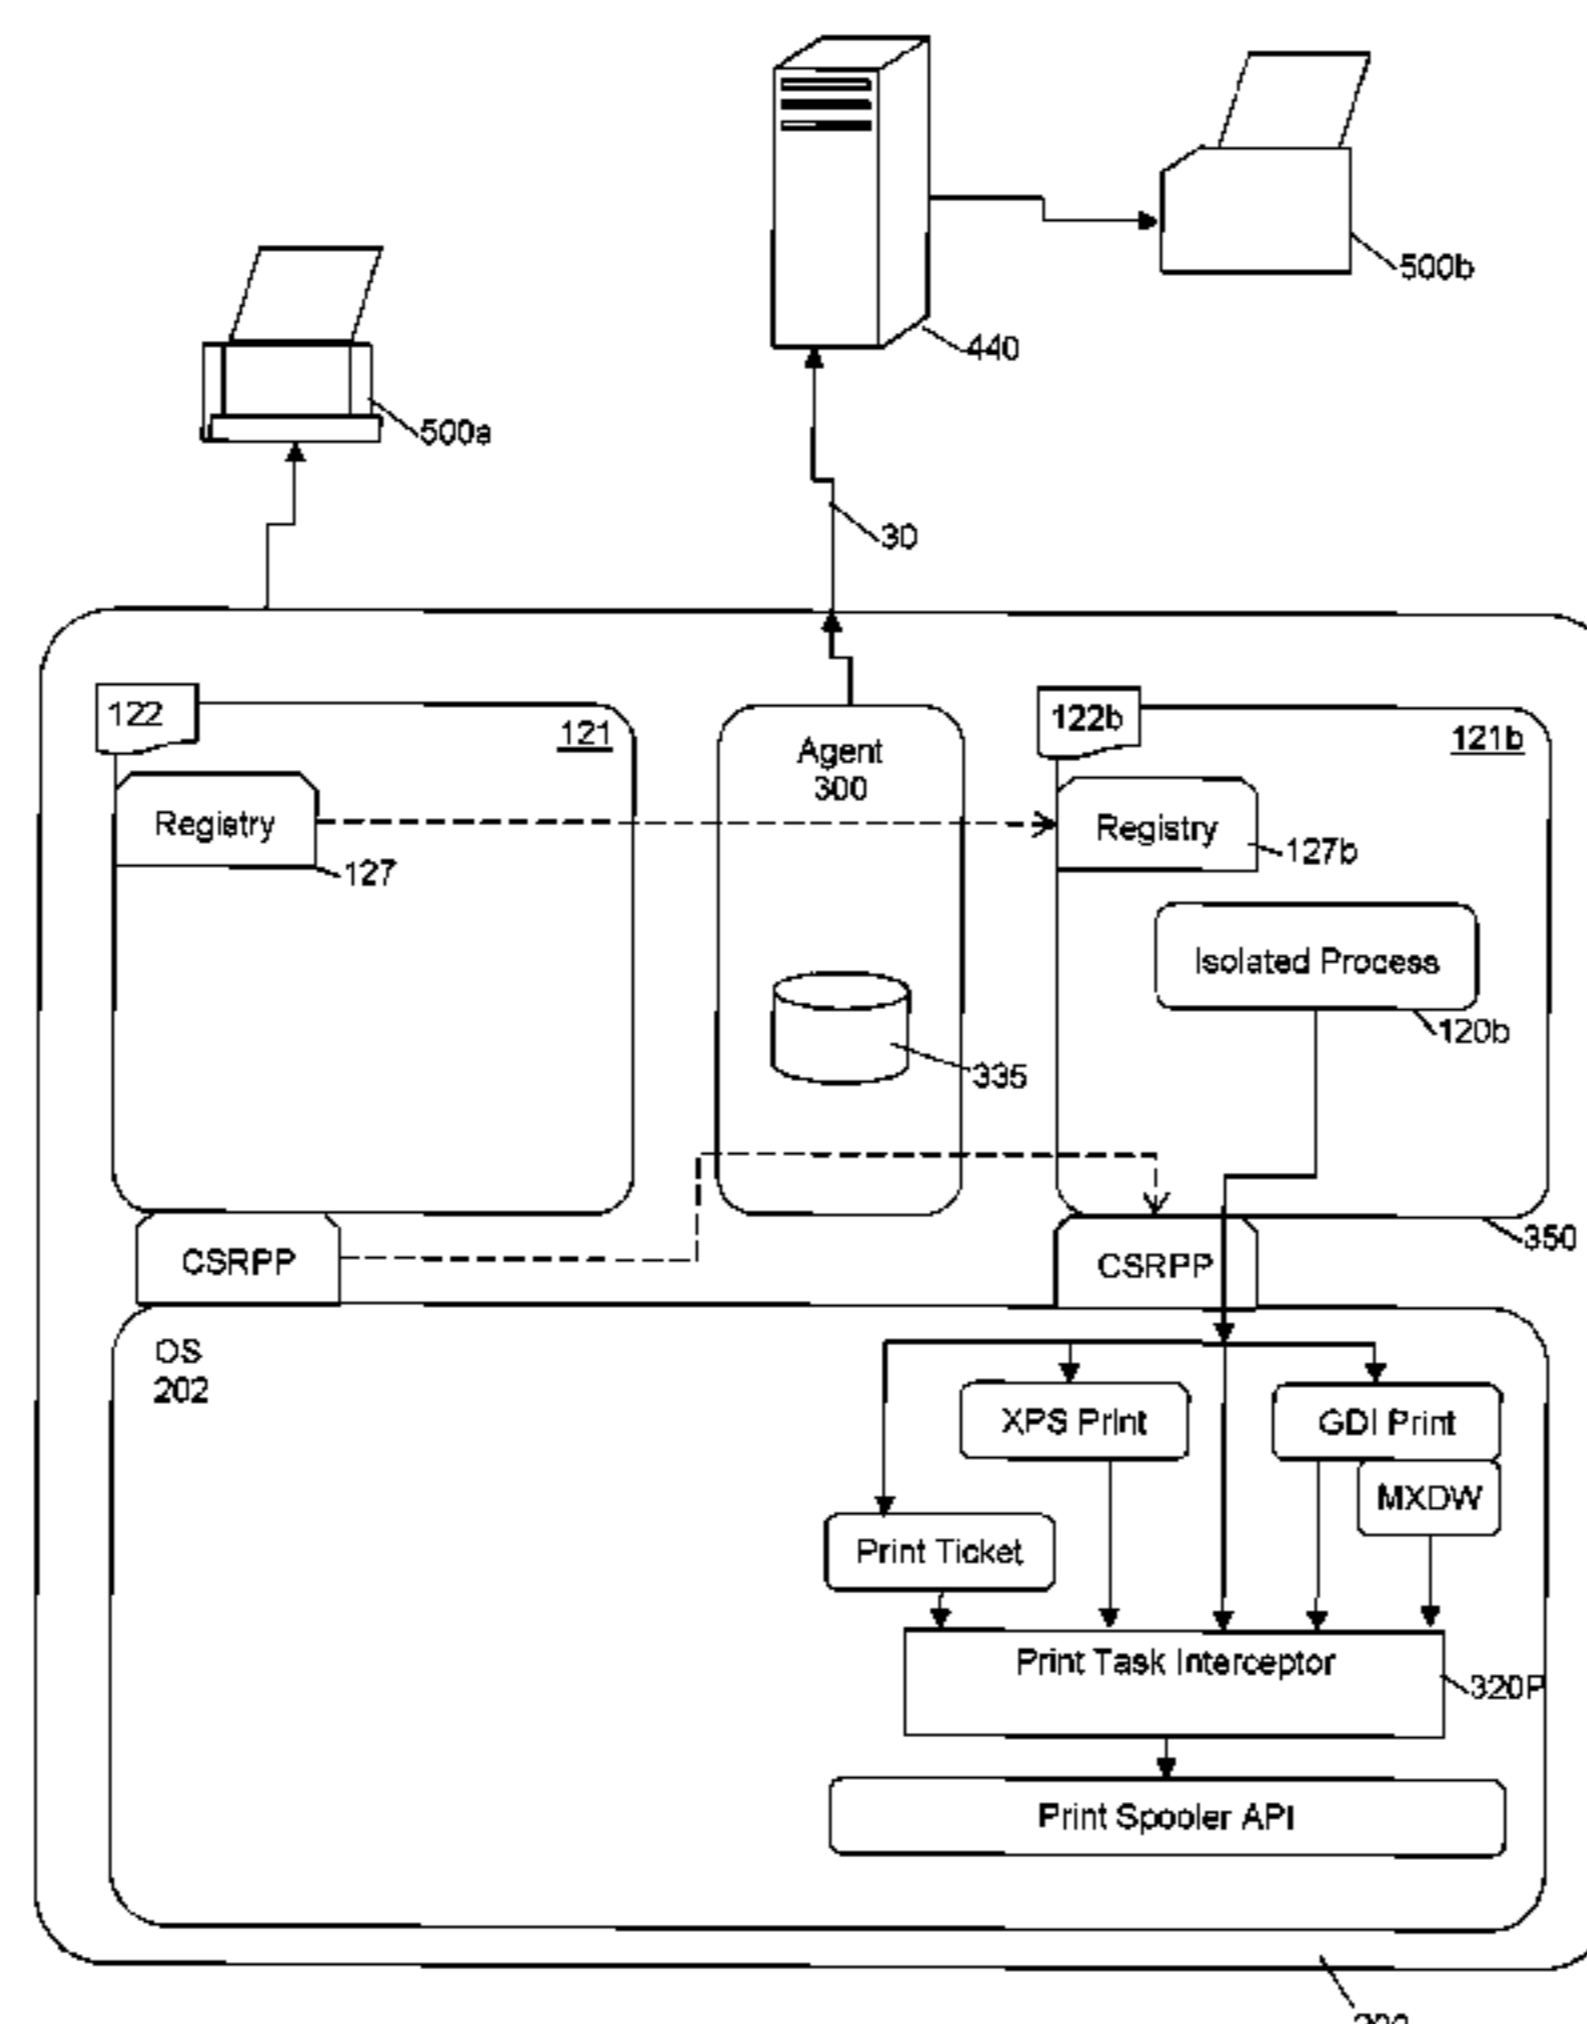 500b
440
500a
30
122
121
Agent
300
122b
121b
Registry
127
Registry
127b
Isolated Process
120b
335
350
CSRPP
CSRPP
OS
202
XPS Print
GDI Print
MXDW
Print Ticket
Print Task Interceptor
320P
Print Spooler API